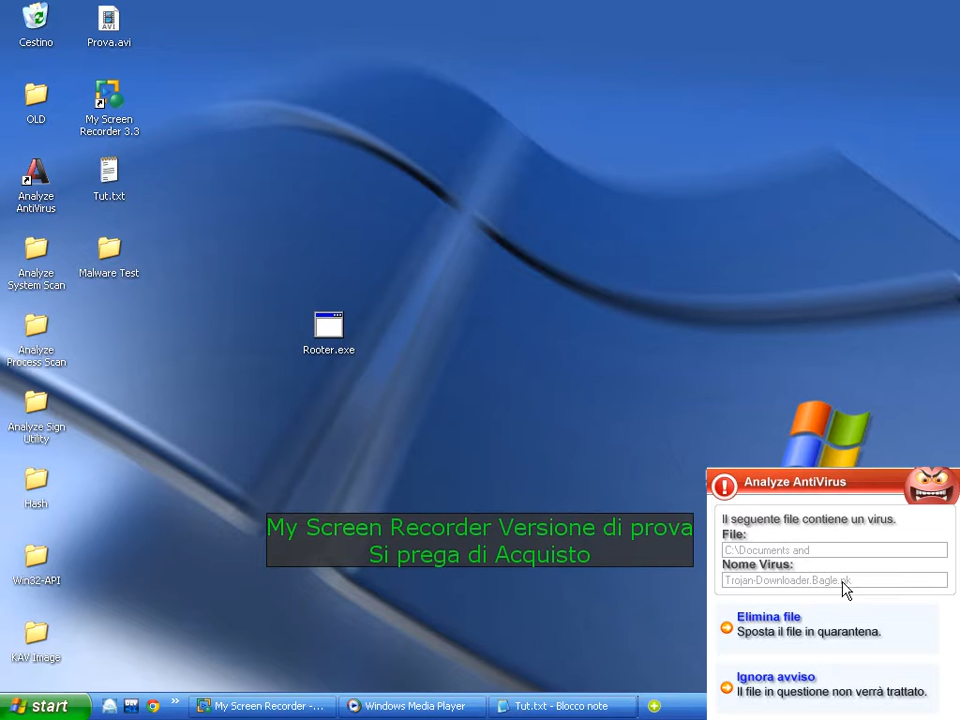 Cestino
Prova.avi
OLD
My Screen
Recorder 3.3
Analyze
AntiVirus
Tut.txt
Analyze
System Scan
Malware Test
Analyze
Process Scan
Rooter.exe
Analyze Sign
Utility
Hash
Win32-API
KAV Image
My Screen Recorder Versione di prova
Si prega di Acquisto
Analyze AntiVirus
Il seguente file contiene un virus.
File:
C:\Documents and
Nome Virus:
Trojan-Downloader.Bagle.pk
Elimina file
Sposta il file in quarantena.
Ignora avviso
Il file in questione non verrà trattato.
start
My Screen Recorder -...
Windows Media Player
Tut.txt - Blocco note